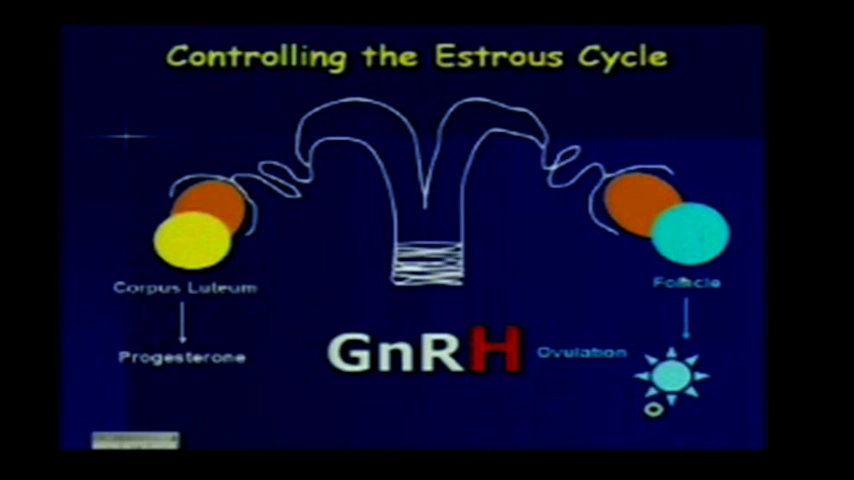 Controlling the Estrous Cycle
Corpus Luteum
Follicle
Progesterone
GnRH
Ovulation